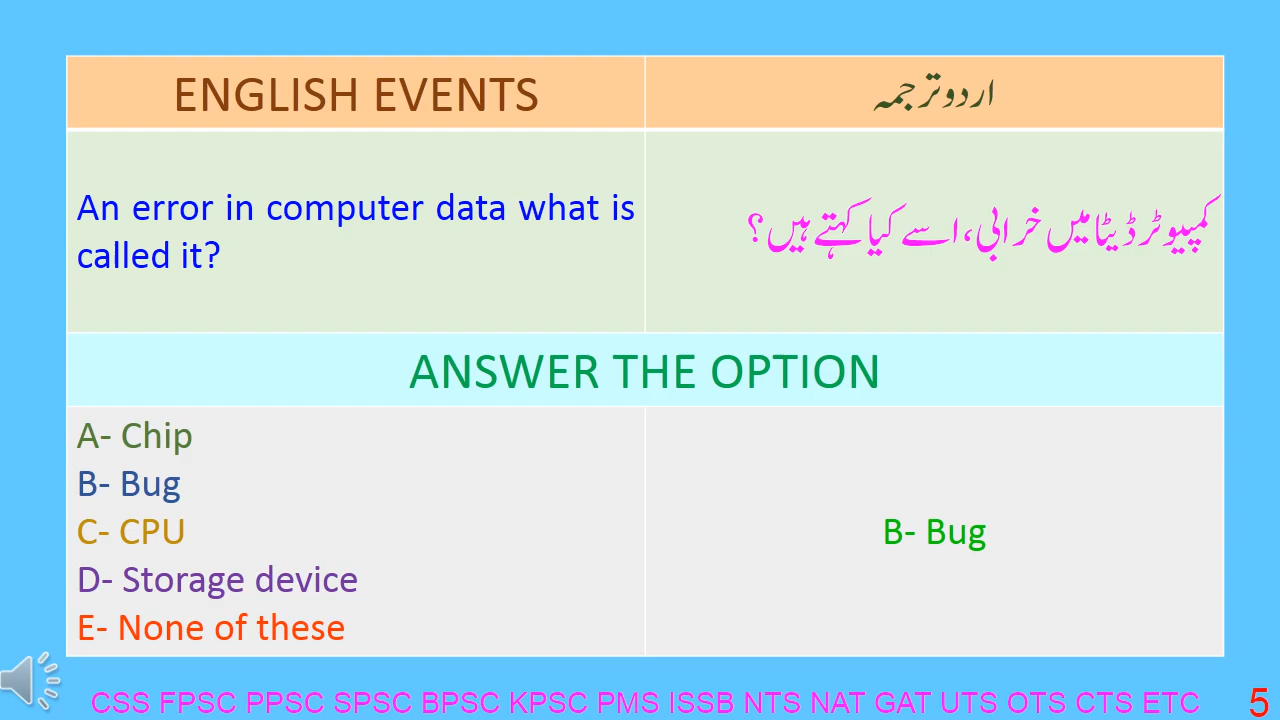 ENGLISH EVENTS
اردو ترجمہ
An error in computer data what is
called it?
کمپیوٹر ڈیٹا میں خرابی، اسے کیا کہتے ہیں؟
ANSWER THE OPTION
A- Chip
B- Bug
C- CPU
D- Storage device
E- None of these
B- Bug
CSS FPSC PPSC SPSC BPSC KPSC PMS ISSB NTS NAT GAT UTS OTS CTS ETC
5